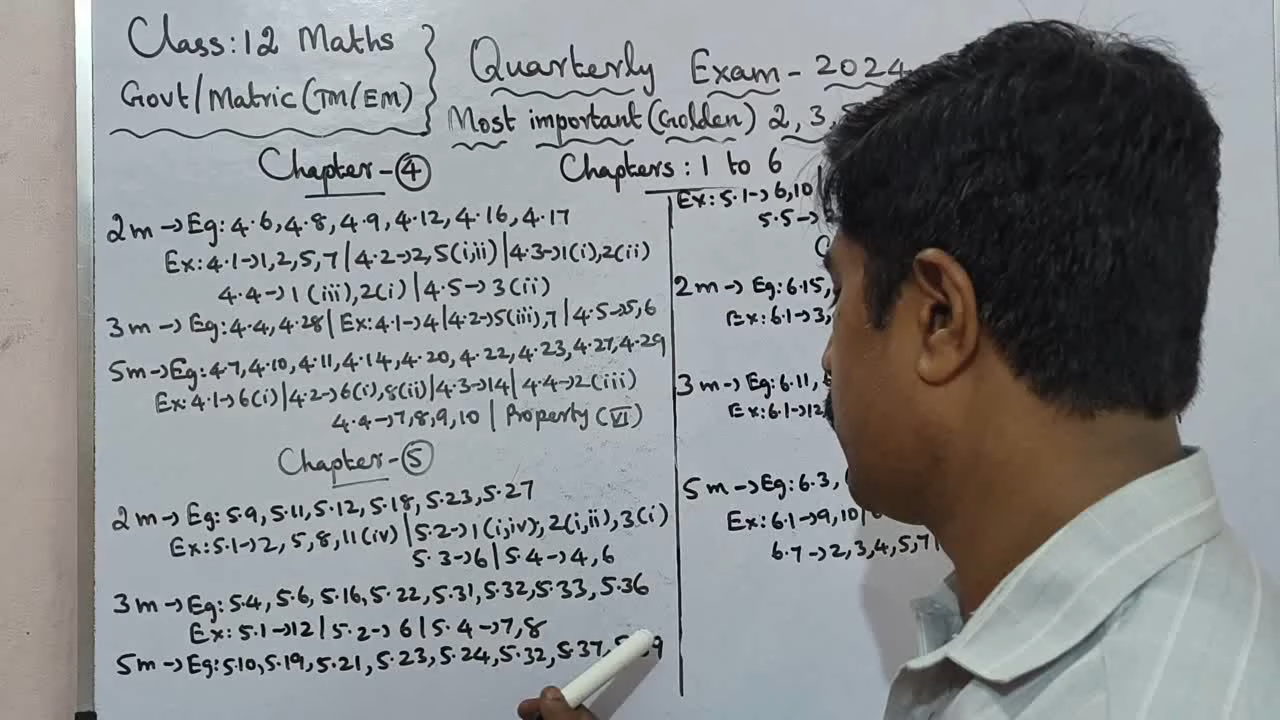 Class: 12 Maths
Govt/Matric (TM/EM)
Quarterly Exam - 2024
Most important (Golden) 2, 3,
Chapters: 1 to 6
Chapter - ④
2m → Eg: 4.6, 4.8, 4.9, 4.12, 4.16, 4.17
Ex: 4.1→1, 2, 5, 7 | 4.2→2, 5(i,ii) | 4.3→1(i), 2(ii)
4.4→1(iii), 2(i) | 4.5→3(ii)
3m → Eg: 4.4, 4.28 | Ex: 4.1→4 | 4.2→5(iii), 7 | 4.5→5, 6
5m → Eg: 4.7, 4.10, 4.11, 4.14, 4.20, 4.22, 4.23, 4.27, 4.29
Ex: 4.1→6(i) | 4.2→6(i), 8(ii) | 4.3→14 | 4.4→2(iii)
4.4→7, 8, 9, 10 | Property (VI)
Chapter - ⑤
2m → Eg: 5.9, 5.11, 5.12, 5.18, 5.23, 5.27
Ex: 5.1→2, 5, 8, 11(iv) | 5.2→1(i,iv), 2(i,ii), 3(i)
5.3→6 | 5.4→4, 6
3m → Eg: 5.4, 5.6, 5.16, 5.22, 5.31, 5.32, 5.33, 5.36
Ex: 5.1→12 | 5.2→6 | 5.4→7, 8
5m → Eg: 5.10, 5.19, 5.21, 5.23, 5.24, 5.32, 5.37,
Ex: 5.1→6, 10
5.5→
2m → Eg: 6.15,
Ex: 6.1→3,
3m → Eg: 6.11,
Ex: 6.1→12,
5m → Eg: 6.3,
Ex: 6.1→9, 10 |
6.7→2, 3, 4, 5, 7 |